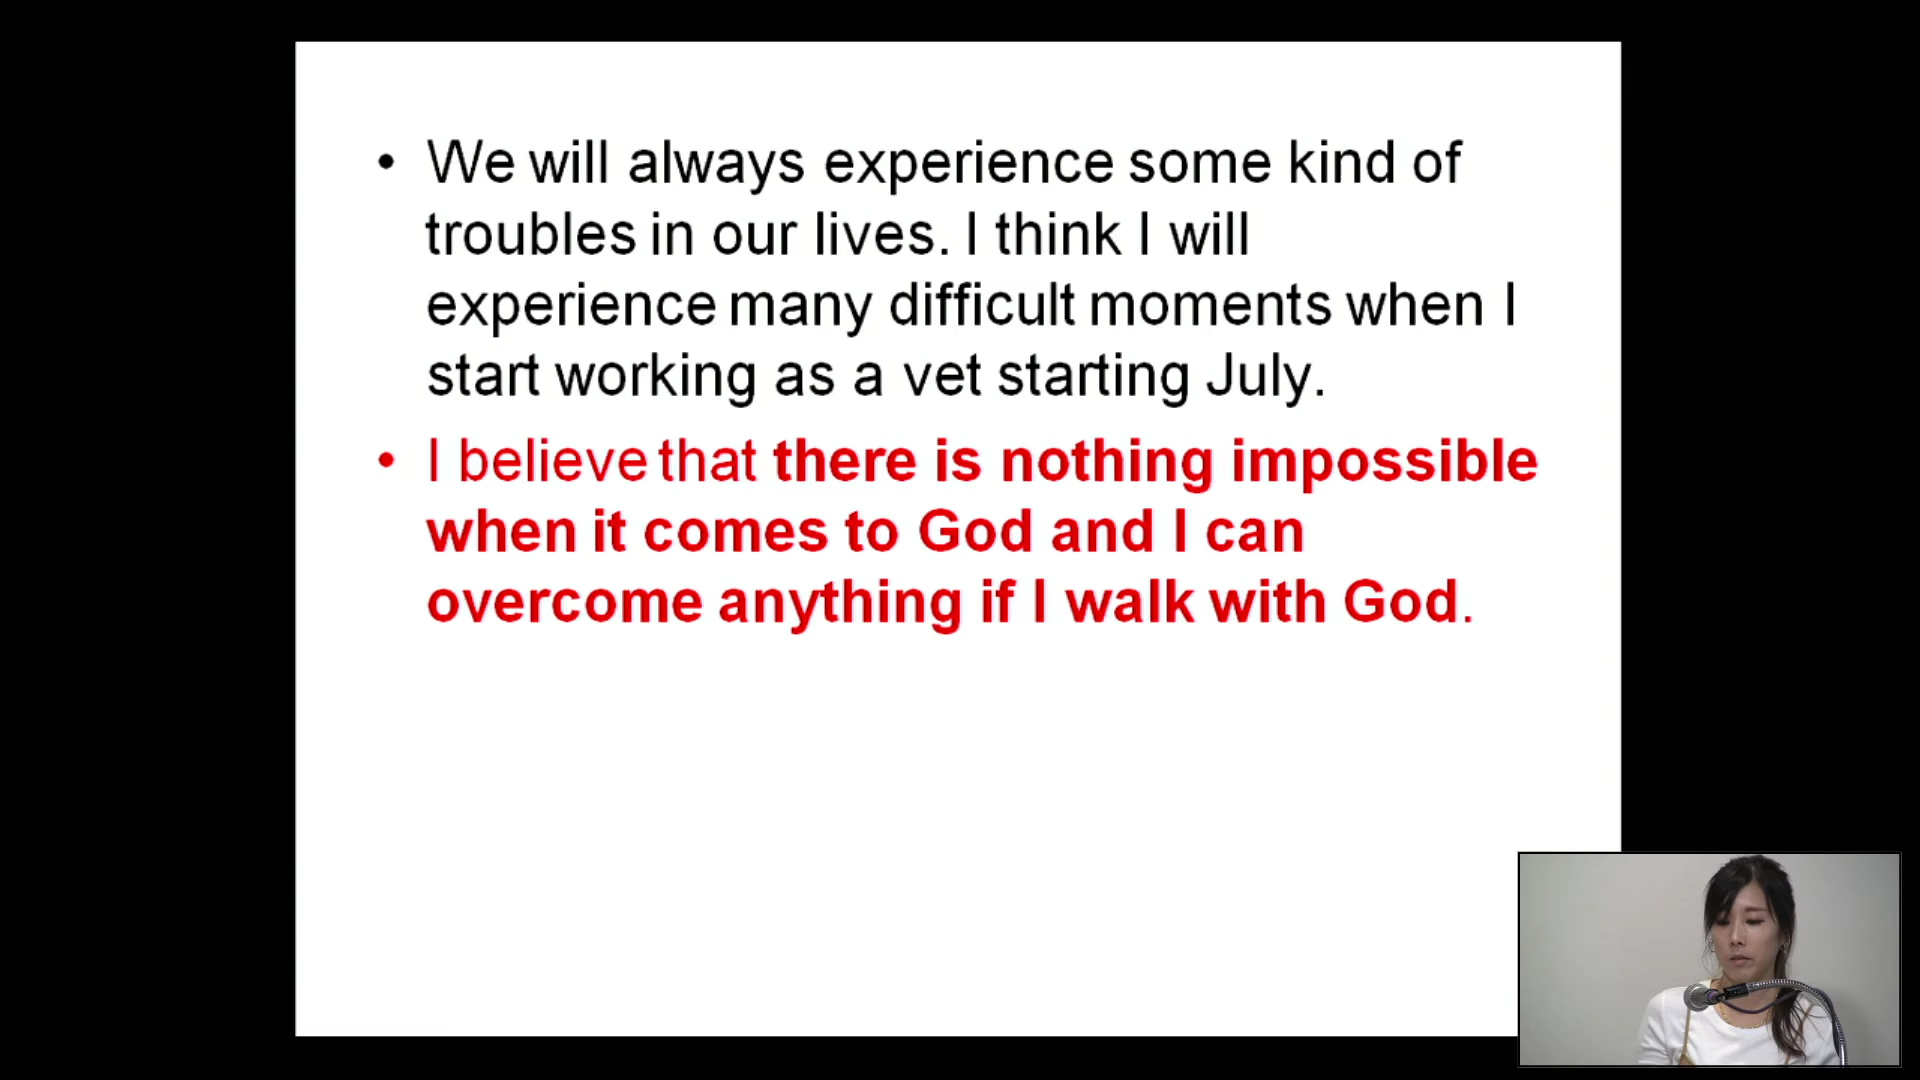 • We will always experience some kind of
troubles in our lives. I think I will
experience many difficult moments when I
start working as a vet starting July.
• I believe that there is nothing impossible
when it comes to God and I can
overcome anything if I walk with God.